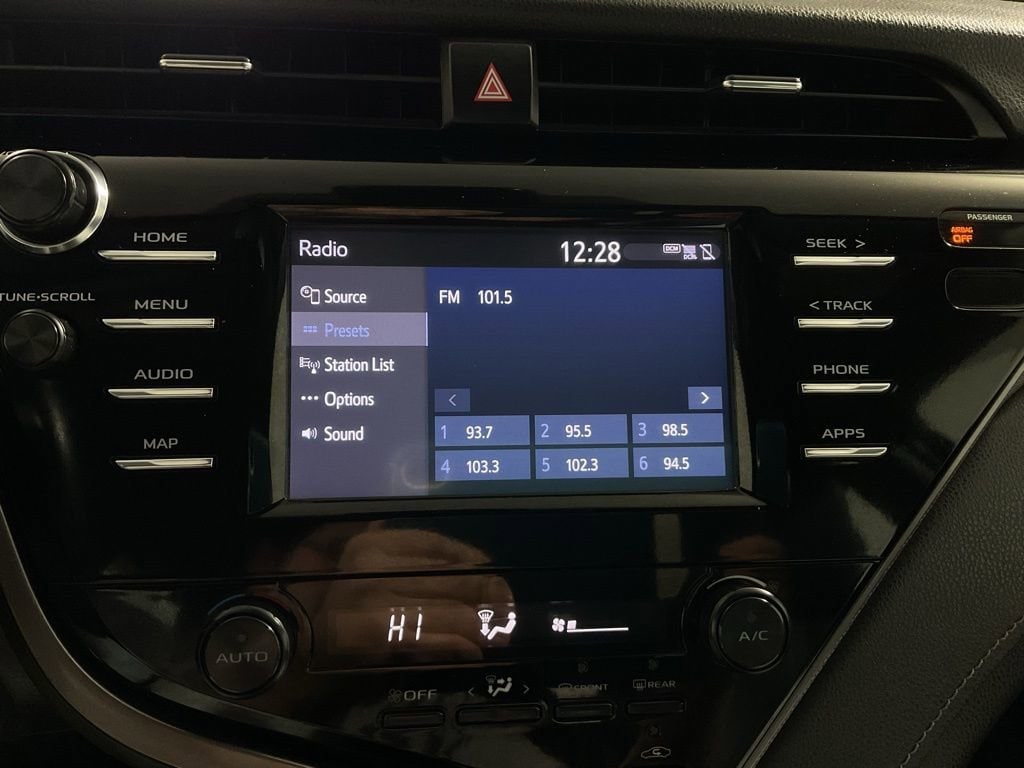 PASSENGER
AIRBAG
OFF
HOME
TUNE•SCROLL
MENU
AUDIO
MAP
Radio
12:28
DCM
Source
Presets
Station List
Options
Sound
FM 101.5
<
>
1 93.7
2 95.5
3 98.5
4 103.3
5 102.3
6 94.5
SEEK >
< TRACK
PHONE
APPS
HI
AUTO
A/C
OFF
<
>
FRONT
REAR